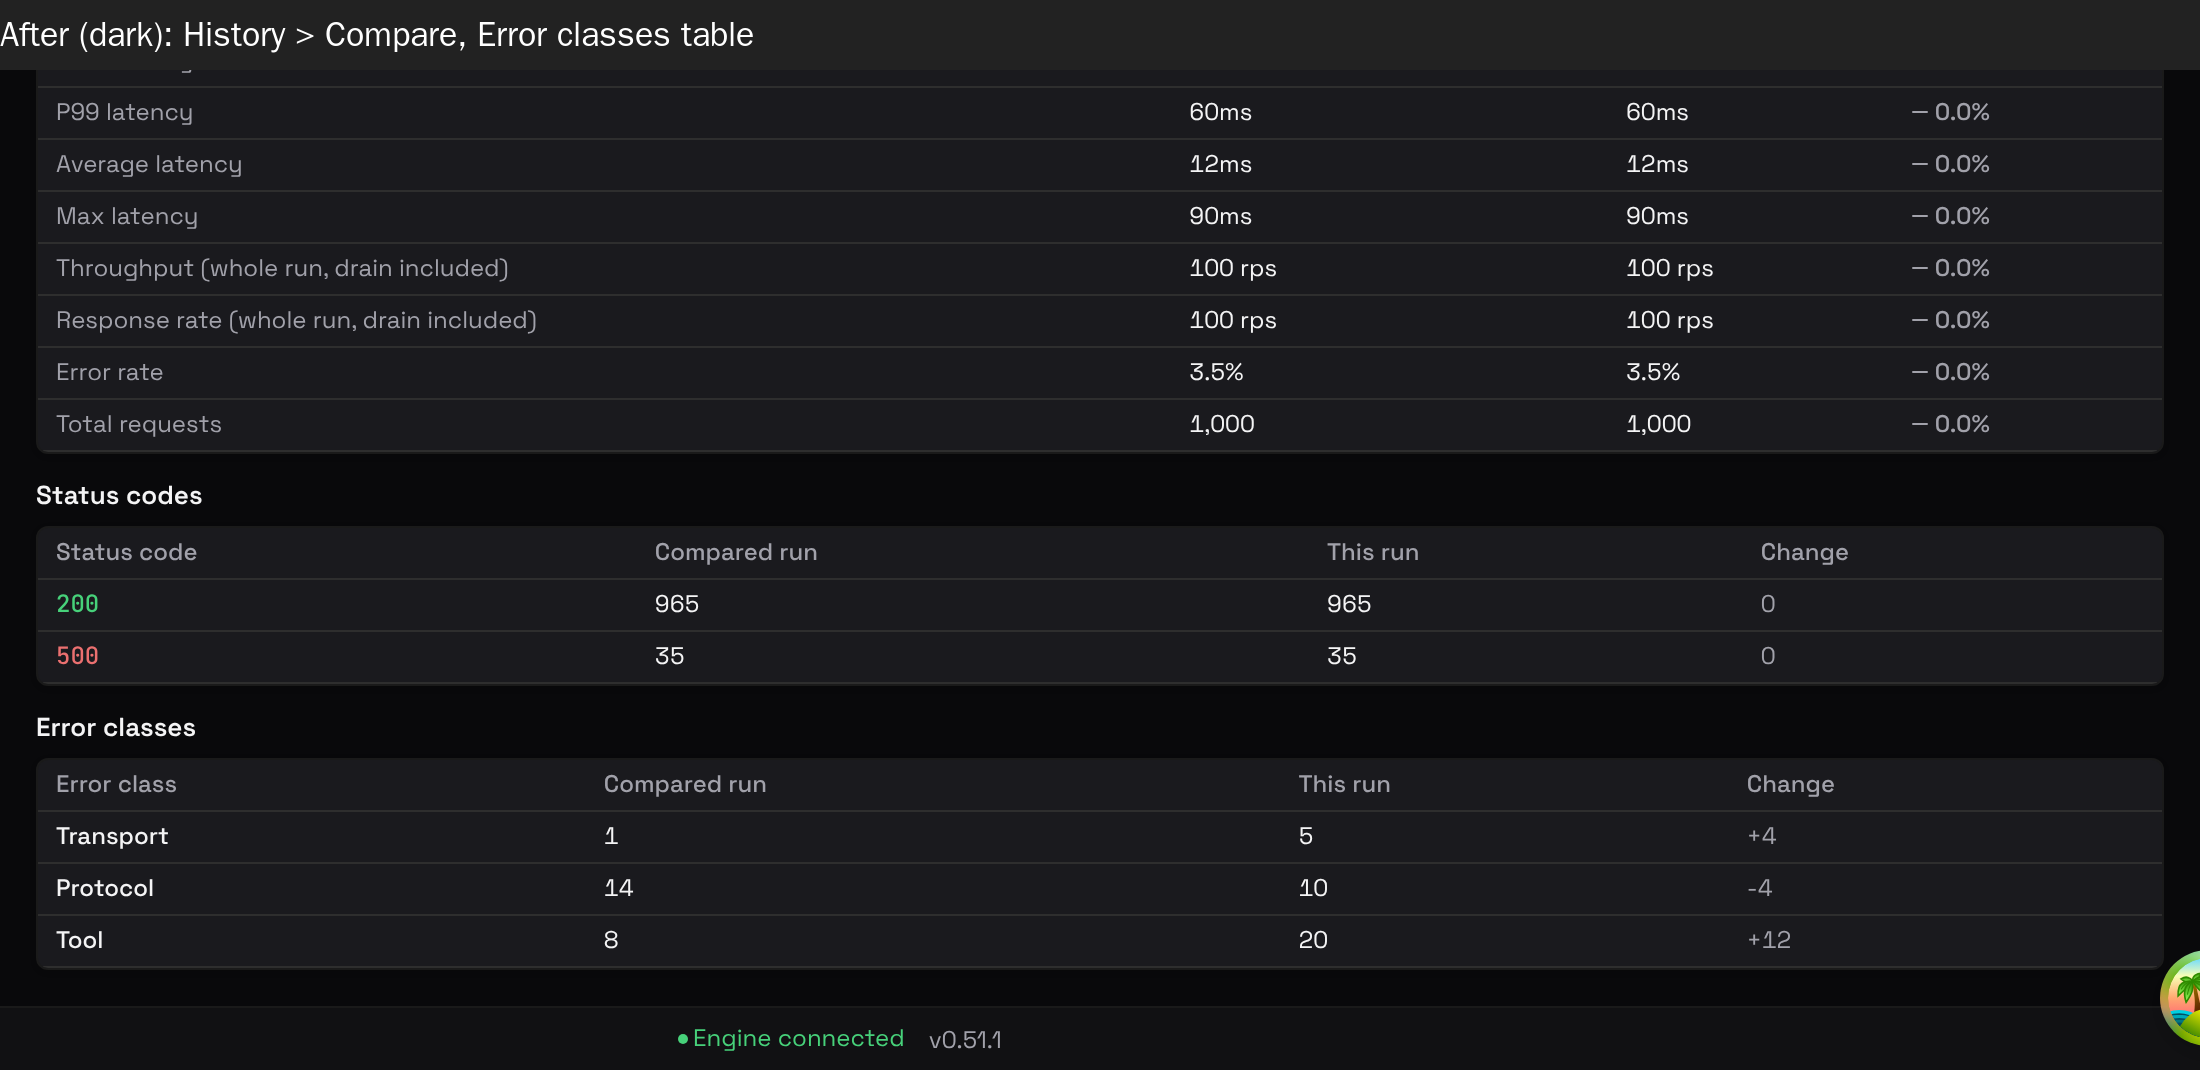 After (dark): History > Compare, Error classes table
P99 latency 60ms 60ms — 0.0%
Average latency 12ms 12ms — 0.0%
Max latency 90ms 90ms — 0.0%
Throughput (whole run, drain included) 100 rps 100 rps — 0.0%
Response rate (whole run, drain included) 100 rps 100 rps — 0.0%
Error rate 3.5% 3.5% — 0.0%
Total requests 1,000 1,000 — 0.0%
Status codes
Status code Compared run This run Change
200 965 965 0
500 35 35 0
Error classes
Error class Compared run This run Change
Transport 1 5 +4
Protocol 14 10 -4
Tool 8 20 +12
Engine connected v0.51.1